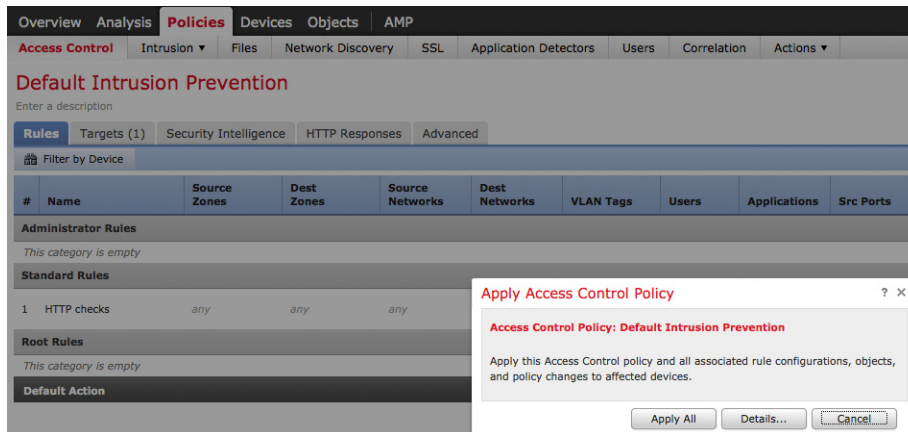 Overview Analysis Policies Devices Objects AMP
Access Control Intrusion ▼ Files Network Discovery SSL Application Detectors Users Correlation Actions ▼
Default Intrusion Prevention
Enter a description
Rules Targets (1) Security Intelligence HTTP Responses Advanced
Filter by Device
# Name Source Zones Dest Zones Source Networks Dest Networks VLAN Tags Users Applications Src Ports
Administrator Rules
This category is empty
Standard Rules
1 HTTP checks any any any
Root Rules
This category is empty
Default Action
Apply Access Control Policy ? ×
Access Control Policy: Default Intrusion Prevention
Apply this Access Control policy and all associated rule configurations, objects,
and policy changes to affected devices.
Apply All Details... Cancel